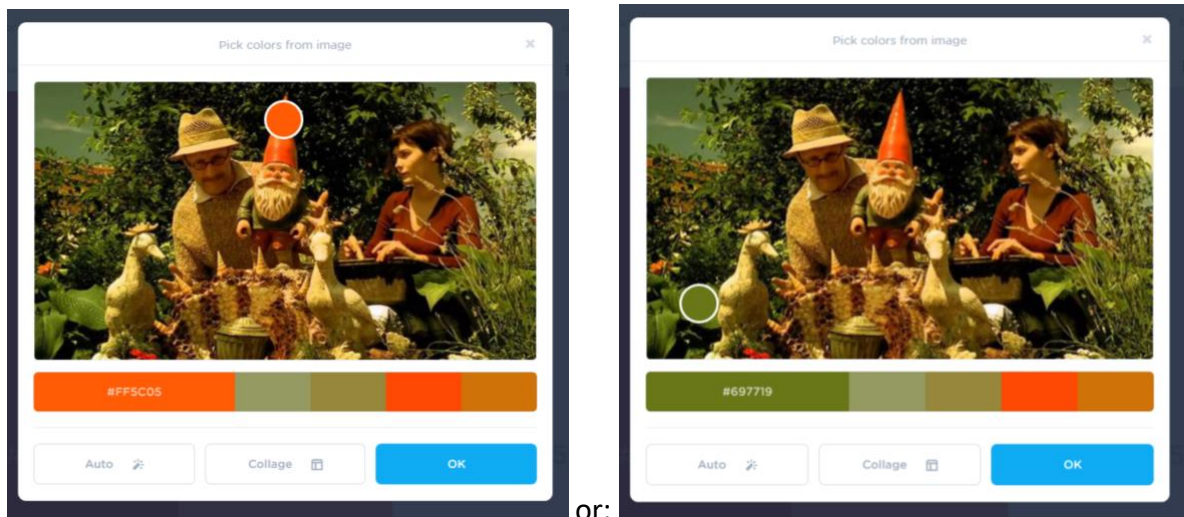 Pick colors from image ×
#FF5C05
Auto
Collage
OK
or:
Pick colors from image ×
#697719
Auto
Collage
OK